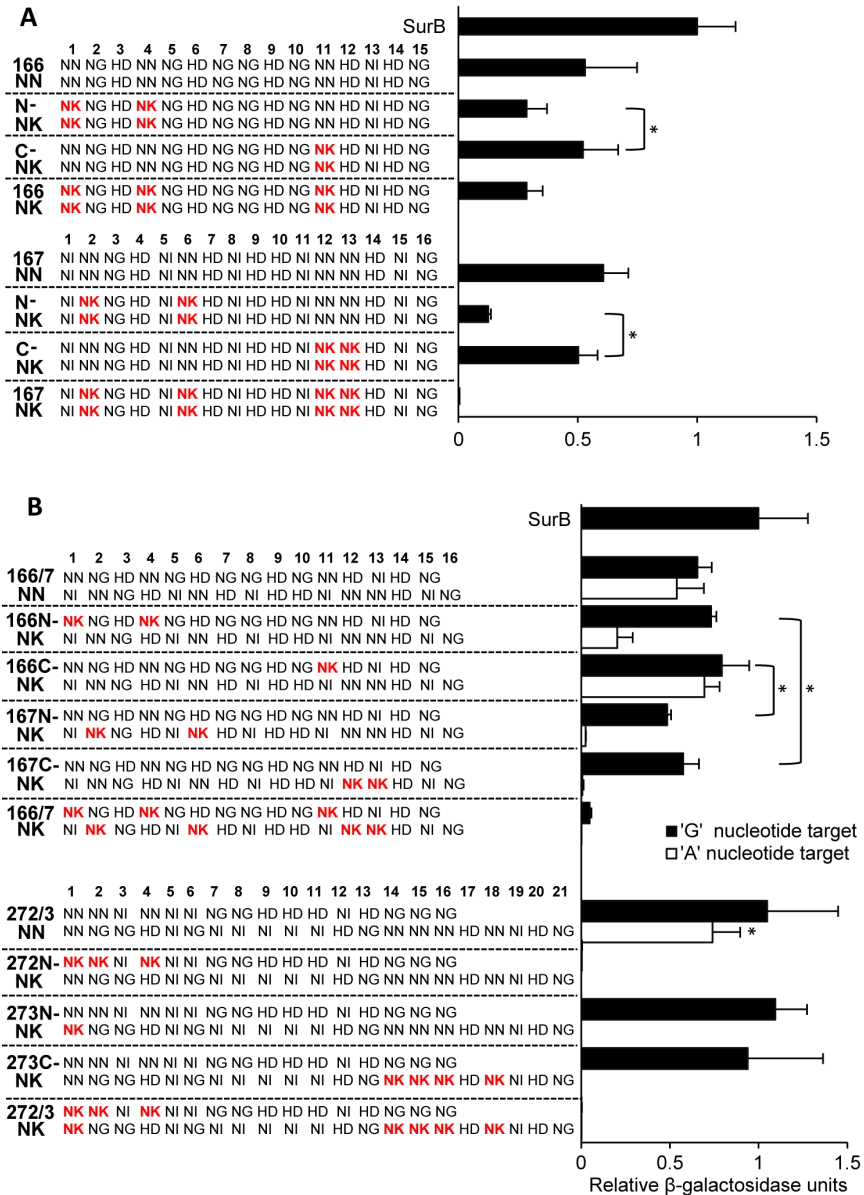 A
SurB
1 2 3 4 5 6 7 8 9 10 11 12 13 14 15
166 NN NG HD NN NG HD NG NG HD NG NN HD NI HD NG
NN NN NG HD NN NG HD NG NG HD NG NN HD NI HD NG
N- NK NG HD NK NG HD NG NG HD NG NN HD NI HD NG
NK NK NG HD NK NG HD NG NG HD NG NN HD NI HD NG
*
C- NN NG HD NN NG HD NG NG HD NG NK HD NI HD NG
NK NN NG HD NN NG HD NG NG HD NG NK HD NI HD NG
166 NK NG HD NK NG HD NG NG HD NG NK HD NI HD NG
NK NK NG HD NK NG HD NG NG HD NG NK HD NI HD NG
1 2 3 4 5 6 7 8 9 10 11 12 13 14 15 16
167 NI NN NG HD NI NN HD NI HD HD NI NN NN HD NI NG
NN NI NN NG HD NI NN HD NI HD HD NI NN NN HD NI NG
N- NI NK NG HD NI NK HD NI HD HD NI NN NN HD NI NG
NK NI NK NG HD NI NK HD NI HD HD NI NN NN HD NI NG
*
C- NI NN NG HD NI NN HD NI HD HD NI NK NK HD NI NG
NK NI NN NG HD NI NN HD NI HD HD NI NK NK HD NI NG
167 NI NK NG HD NI NK HD NI HD HD NI NK NK HD NI NG
NK NI NK NG HD NI NK HD NI HD HD NI NK NK HD NI NG
0 0.5 1 1.5
B
SurB
1 2 3 4 5 6 7 8 9 10 11 12 13 14 15 16
166/7 NN NG HD NN NG HD NG NG HD NG NN HD NI HD NG
NN NI NN NG HD NI NN HD NI HD HD NI NN NN HD NI NG
166N- NK NG HD NK NG HD NG NG HD NG NN HD NI HD NG
NK NI NN NG HD NI NN HD NI HD HD NI NN NN HD NI NG
166C- NN NG HD NN NG HD NG NG HD NG NK HD NI HD NG
NK NI NN NG HD NI NN HD NI HD HD NI NN NN HD NI NG
* *
167N- NN NG HD NN NG HD NG NG HD NG NN HD NI HD NG
NK NI NK NG HD NI NK HD NI HD HD NI NN NN HD NI NG
167C- NN NG HD NN NG HD NG NG HD NG NN HD NI HD NG
NK NI NN NG HD NI NN HD NI HD HD NI NK NK HD NI NG
166/7 NK NG HD NK NG HD NG NG HD NG NK HD NI HD NG
NK NI NK NG HD NI NK HD NI HD HD NI NK NK HD NI NG
'G' nucleotide target
'A' nucleotide target
1 2 3 4 5 6 7 8 9 10 11 12 13 14 15 16 17 18 19 20 21
272/3 NN NN NI NN NI NI NG NG HD HD HD NI HD NG NG NG
NN NN NG NG HD NI NG NI NI NI NI NI HD NG NN NN NN HD NN NI HD NG
*
272N- NK NK NI NK NI NI NG NG HD HD HD NI HD NG NG NG
NK NN NG NG HD NI NG NI NI NI NI NI HD NG NN NN NN HD NN NI HD NG
273N- NN NN NI NN NI NI NG NG HD HD HD NI HD NG NG NG
NK NK NG NG HD NI NG NI NI NI NI NI HD NG NN NN NN HD NN NI HD NG
273C- NN NN NI NN NI NI NG NG HD HD HD NI HD NG NG NG
NK NN NG NG HD NI NG NI NI NI NI NI HD NG NK NK NK HD NK NI HD NG
272/3 NK NK NI NK NI NI NG NG HD HD HD NI HD NG NG NG
NK NK NG NG HD NI NG NI NI NI NI NI HD NG NK NK NK HD NK NI HD NG
0 0.5 1 1.5
Relative β-galactosidase units